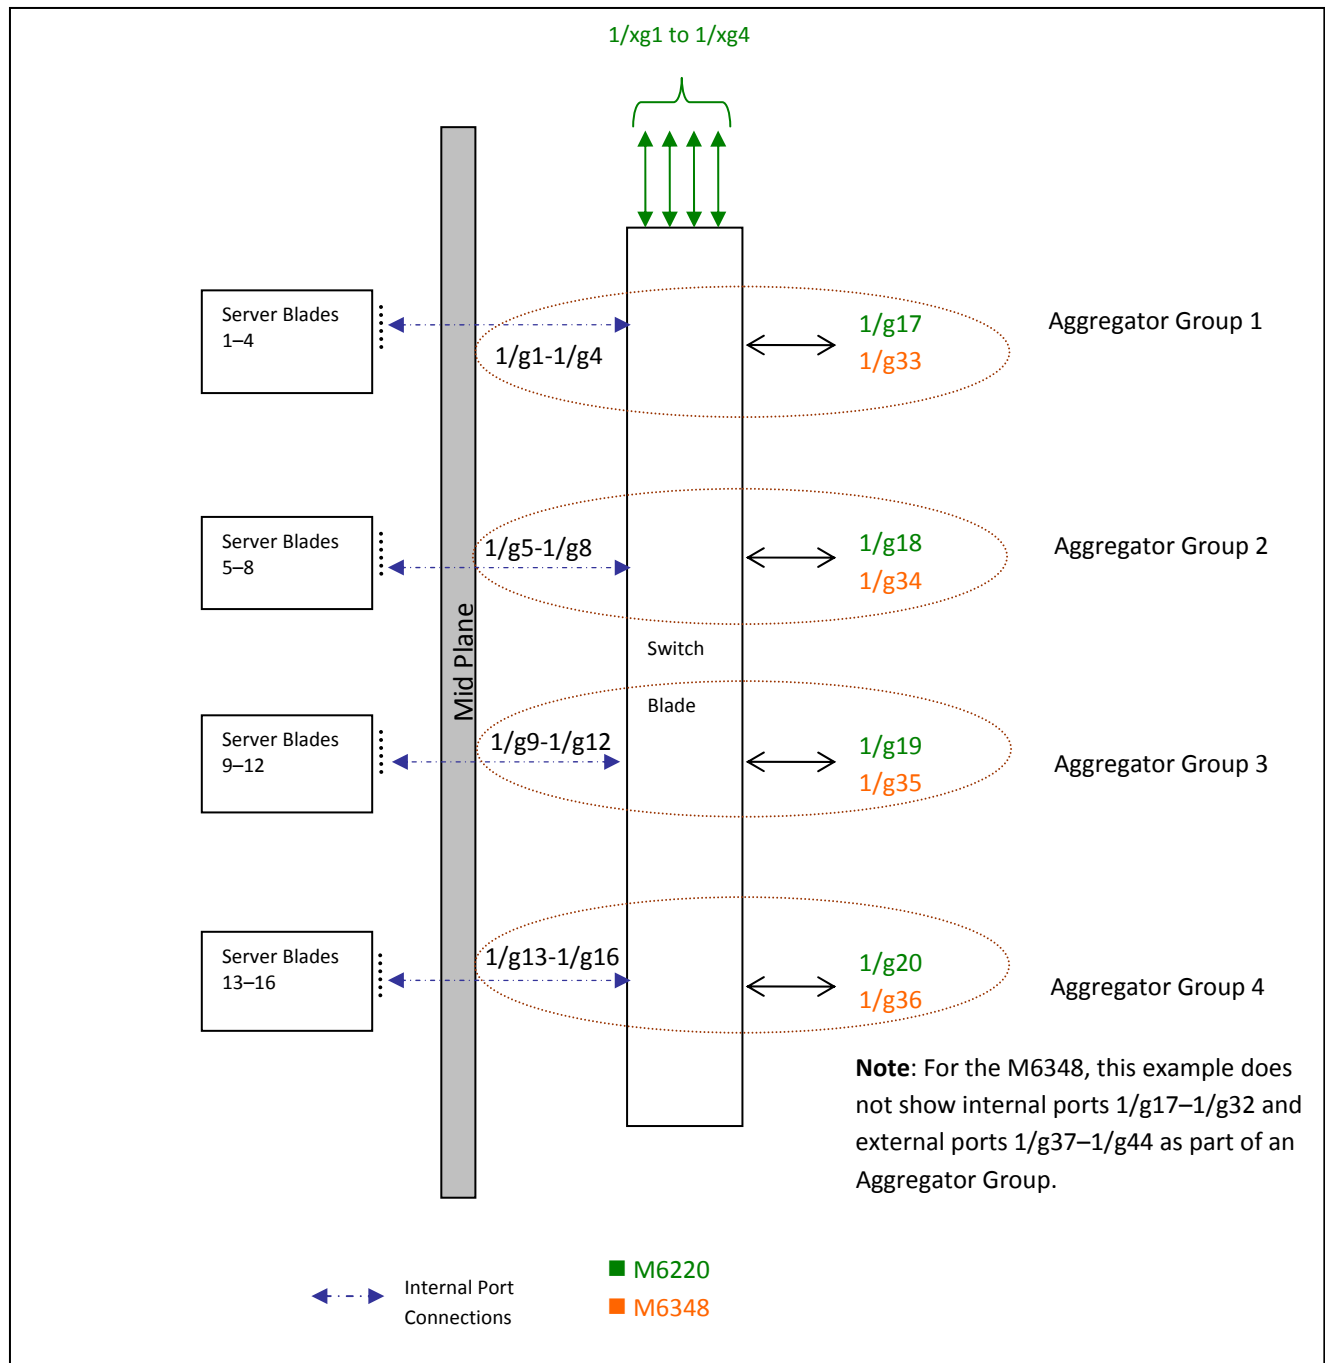 1/xg1 to 1/xg4
Server Blades
1–4
1/g1-1/g4
1/g17
1/g33
Aggregator Group 1
Server Blades
5–8
1/g5-1/g8
1/g18
1/g34
Aggregator Group 2
Mid Plane
Switch
Blade
Server Blades
9–12
1/g9-1/g12
1/g19
1/g35
Aggregator Group 3
Server Blades
13–16
1/g13-1/g16
1/g20
1/g36
Aggregator Group 4
Note: For the M6348, this example does
not show internal ports 1/g17–1/g32 and
external ports 1/g37–1/g44 as part of an
Aggregator Group.
Internal Port
Connections
M6220
M6348